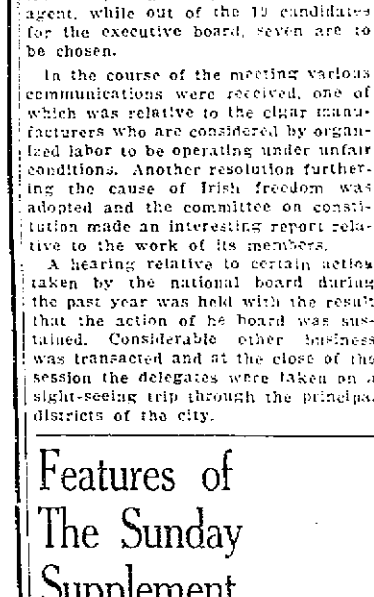 agent, while out of the 19 candidates
for the executive board, seven are to
be chosen.
In the course of the meeting various
communications were received, one of
which was relative to the cigar manu-
facturers who are considered by organ-
ized labor to be operating under unfair
conditions. Another resolution further-
ing the cause of Irish freedom was
adopted and the committee on consti-
tution made an interesting report rela-
tive to the work of its members.
A hearing relative to certain action
taken by the national board during
the past year was held with the result
that the action of he board was sus-
tained. Considerable other business
was transacted and at the close of the
session the delegates were taken on a
sight-seeing trip through the principal
districts of the city.
Features of
The Sunday
Supplement